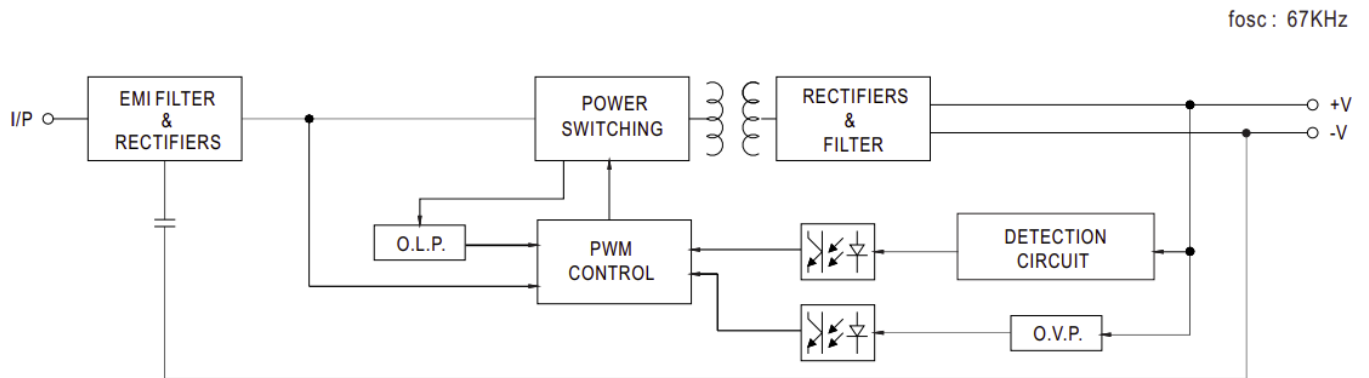 fosc : 67KHz
I/P
EMI FILTER
&
RECTIFIERS
POWER
SWITCHING
RECTIFIERS
&
FILTER
+V
-V
O.L.P.
PWM
CONTROL
DETECTION
CIRCUIT
O.V.P.